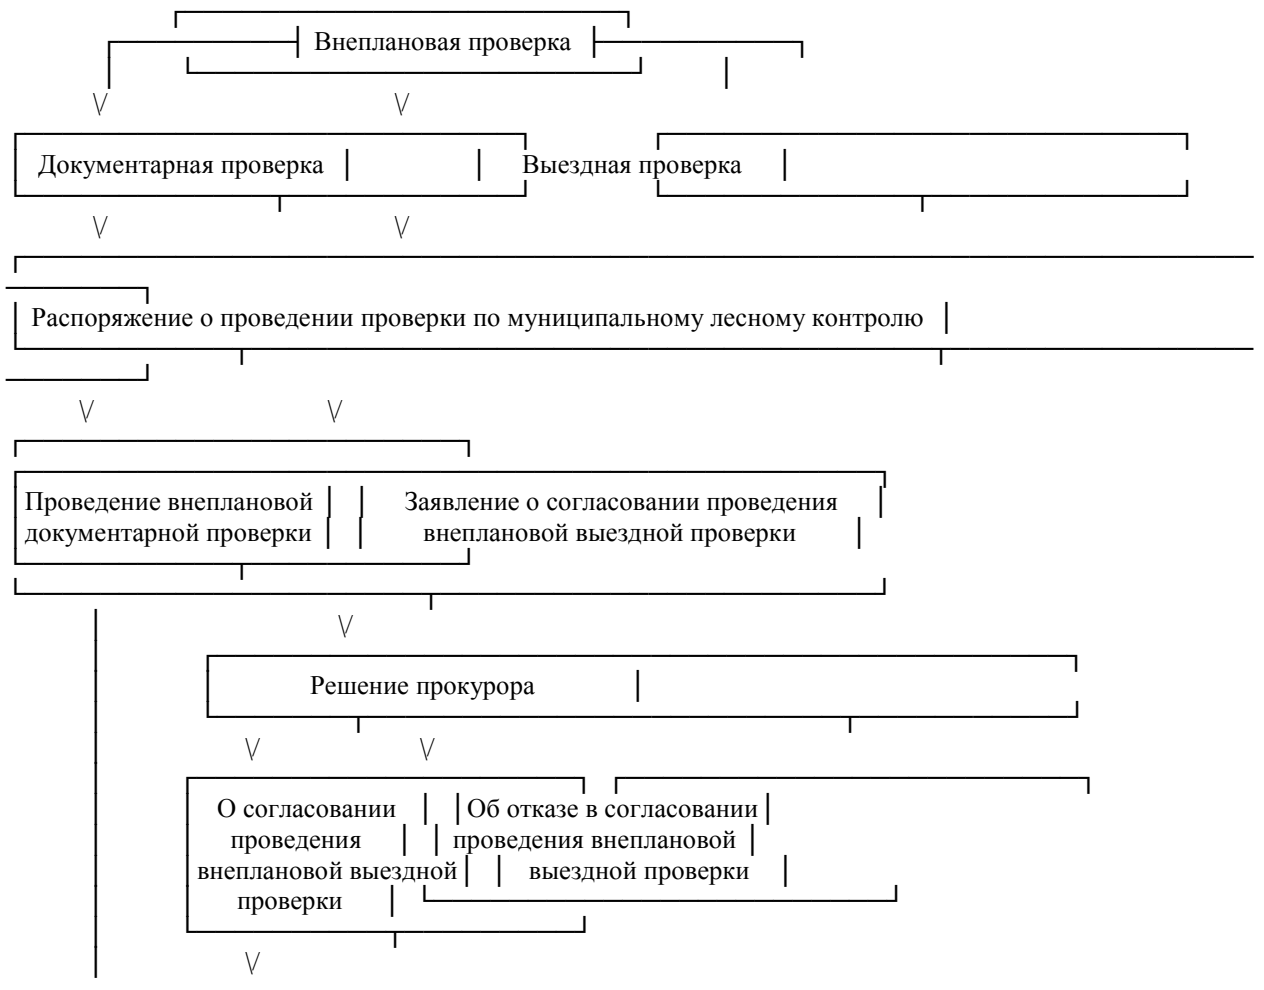 Внеплановая проверка
Документарная проверка Выездная проверка
Распоряжение о проведении проверки по муниципальному лесному контролю
Проведение внеплановой Заявление о согласовании проведения
документарной проверки внеплановой выездной проверки
Решение прокурора
О согласовании Об отказе в согласовании
проведения проведения внеплановой
внеплановой выездной выездной проверки
проверки